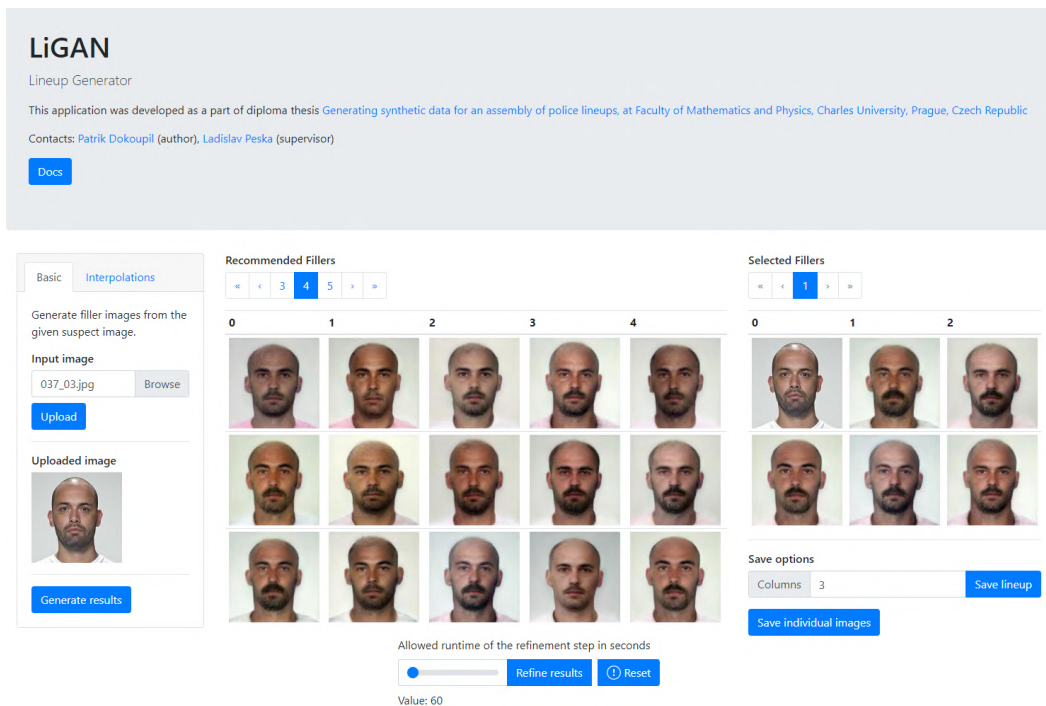 LiGAN
Lineup Generator
This application was developed as a part of diploma thesis Generating synthetic data for an assembly of police lineups, at Faculty of Mathematics and Physics, Charles University, Prague, Czech Republic
Contacts: Patrik Dokoupil (author), Ladislav Peska (supervisor)
Docs
Basic Interpolations
Generate filler images from the
given suspect image.
Input image
037_03.jpg Browse
Upload
Uploaded image
Generate results
Recommended Fillers
« ‹ 3 4 5 › »
0 1 2 3 4
Allowed runtime of the refinement step in seconds
Refine results Reset
Value: 60
Selected Fillers
« ‹ 1 › »
0 1 2
Save options
Columns 3 Save lineup
Save individual images